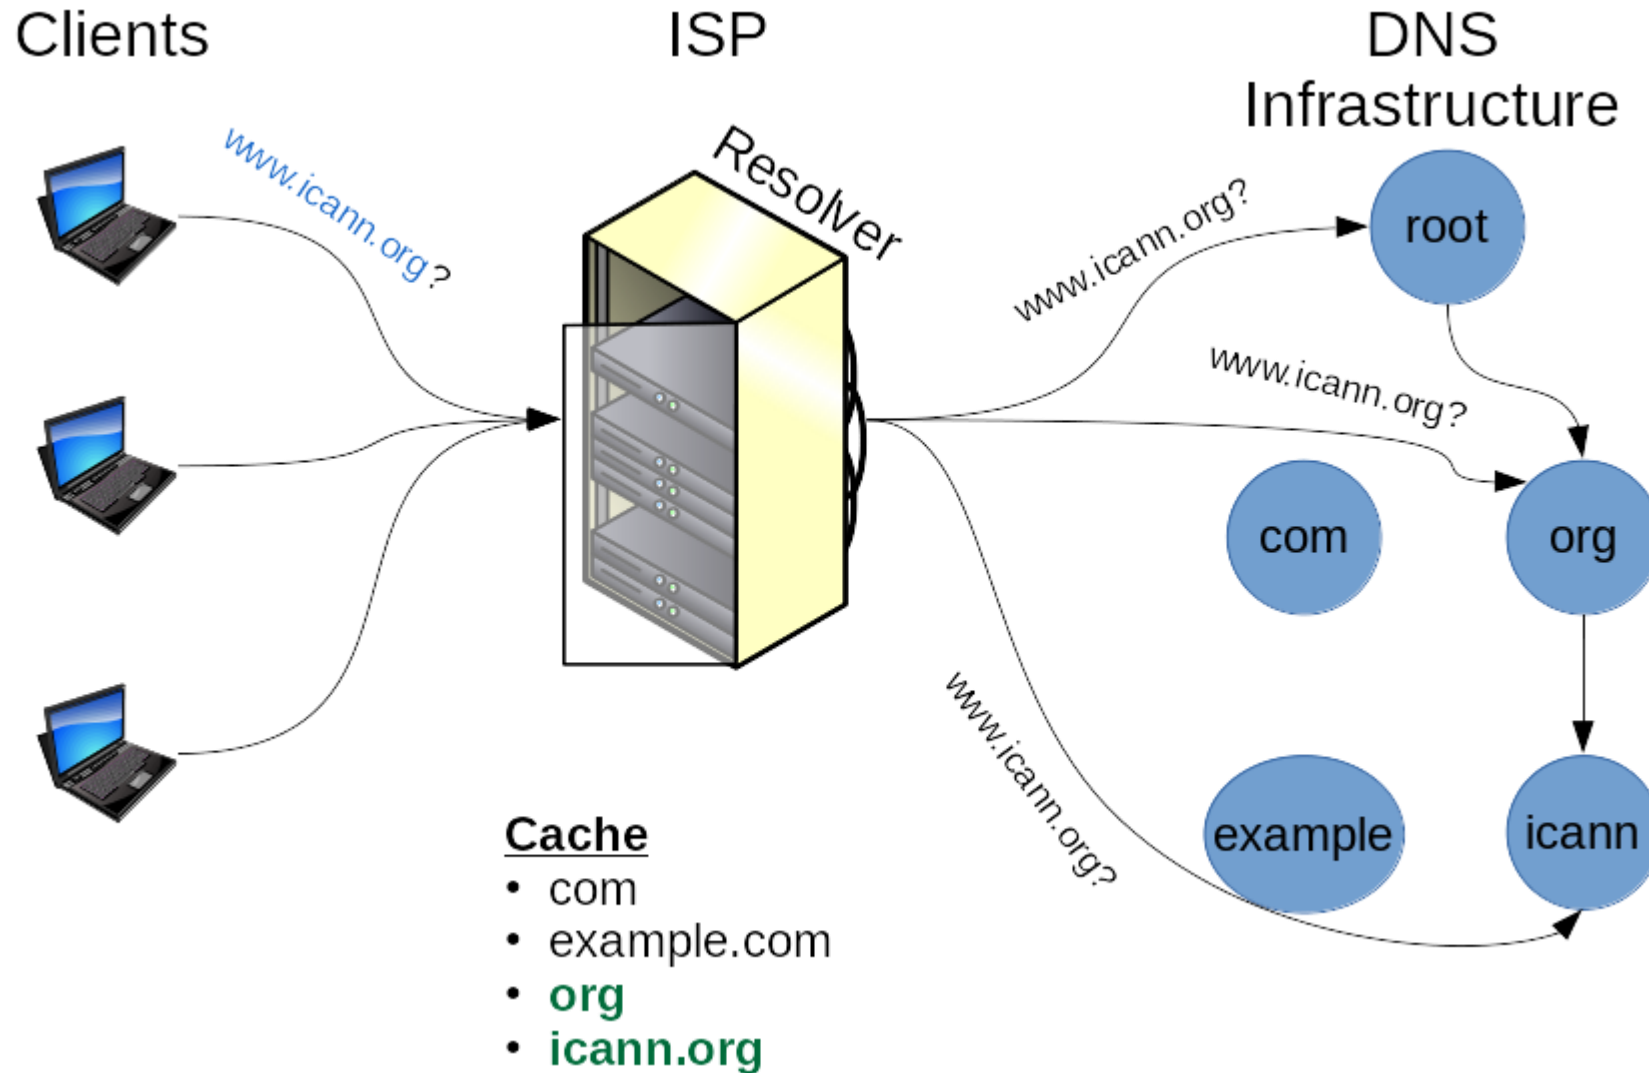 Clients
ISP
DNS
Infrastructure
www.icann.org?
Resolver
www.icann.org?
root
www.icann.org?
com
org
www.icann.org?
example
icann
Cache
• com
• example.com
• org
• icann.org